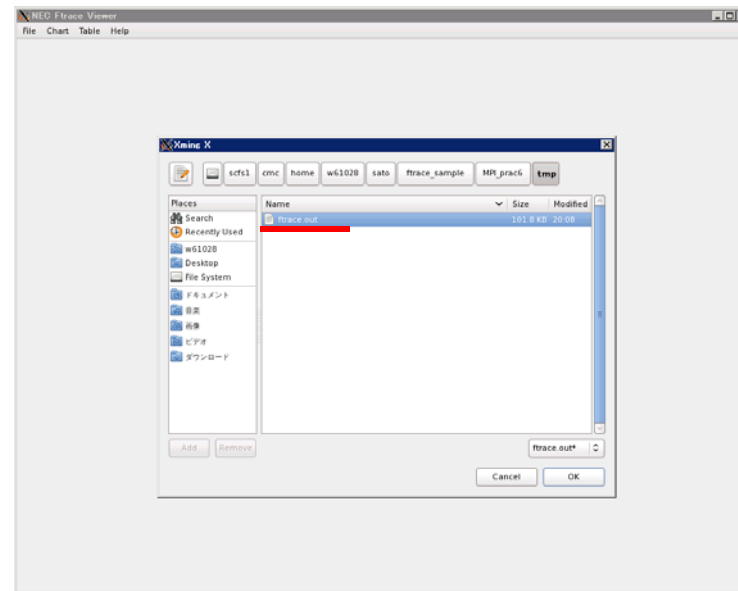 NEC Ftrace Viewer
File Chart Table Help
Xming X
scfs1 cmc home w61028 sato ftrace_sample MPI_prac6 tmp
Places
Search
Recently Used
w61028
Desktop
File System
ドキュメント
音楽
画像
ビデオ
ダウンロード
Name Size Modified
ftrace.out 101.8 KB 20:08
Add Remove
ftrace.out*
Cancel OK